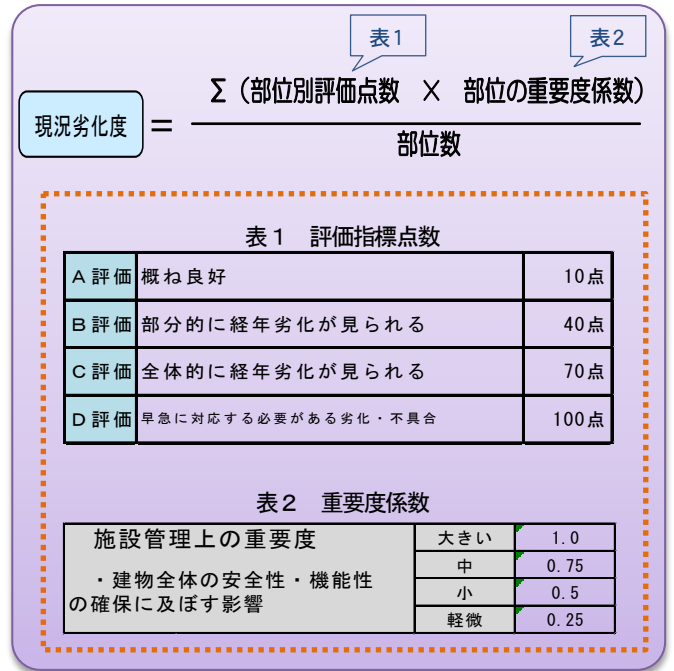 表1
表2
現況劣化度 = Σ(部位別評価点数 × 部位の重要度係数)
部位数
表1 評価指標点数
A評価 概ね良好 10点
B評価 部分的に経年劣化が見られる 40点
C評価 全体的に経年劣化が見られる 70点
D評価 早急に対応する必要がある劣化・不具合 100点
表2 重要度係数
施設管理上の重要度
・建物全体の安全性・機能性
の確保に及ぼす影響
大きい 1.0
中 0.75
小 0.5
軽微 0.25